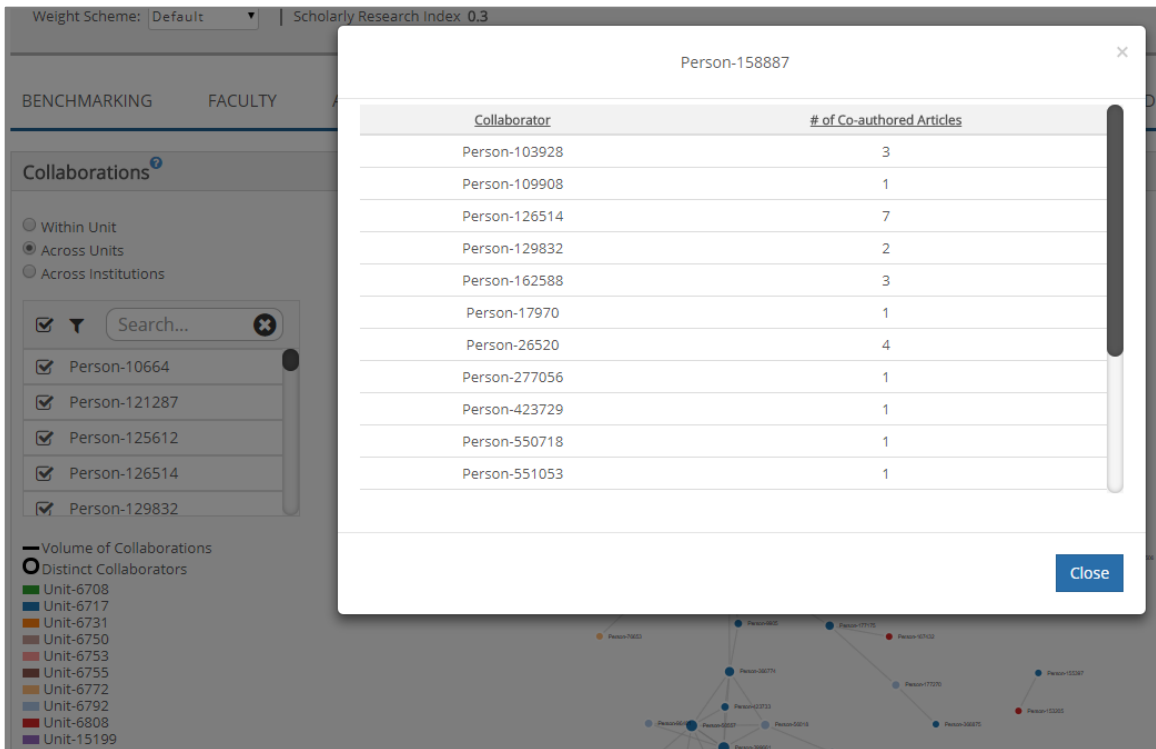 Weight Scheme: Default | Scholarly Research Index 0.3
BENCHMARKING FACULTY
Collaborations
Within Unit
Across Units
Across Institutions
Search...
Person-10664
Person-121287
Person-125612
Person-126514
Person-129832
Volume of Collaborations
Distinct Collaborators
Unit-6708
Unit-6717
Unit-6731
Unit-6750
Unit-6753
Unit-6755
Unit-6772
Unit-6792
Unit-6808
Unit-15199
Person-158887
×
Collaborator # of Co-authored Articles
Person-103928 3
Person-109908 1
Person-126514 7
Person-129832 2
Person-162588 3
Person-17970 1
Person-26520 4
Person-277056 1
Person-423729 1
Person-550718 1
Person-551053 1
Close